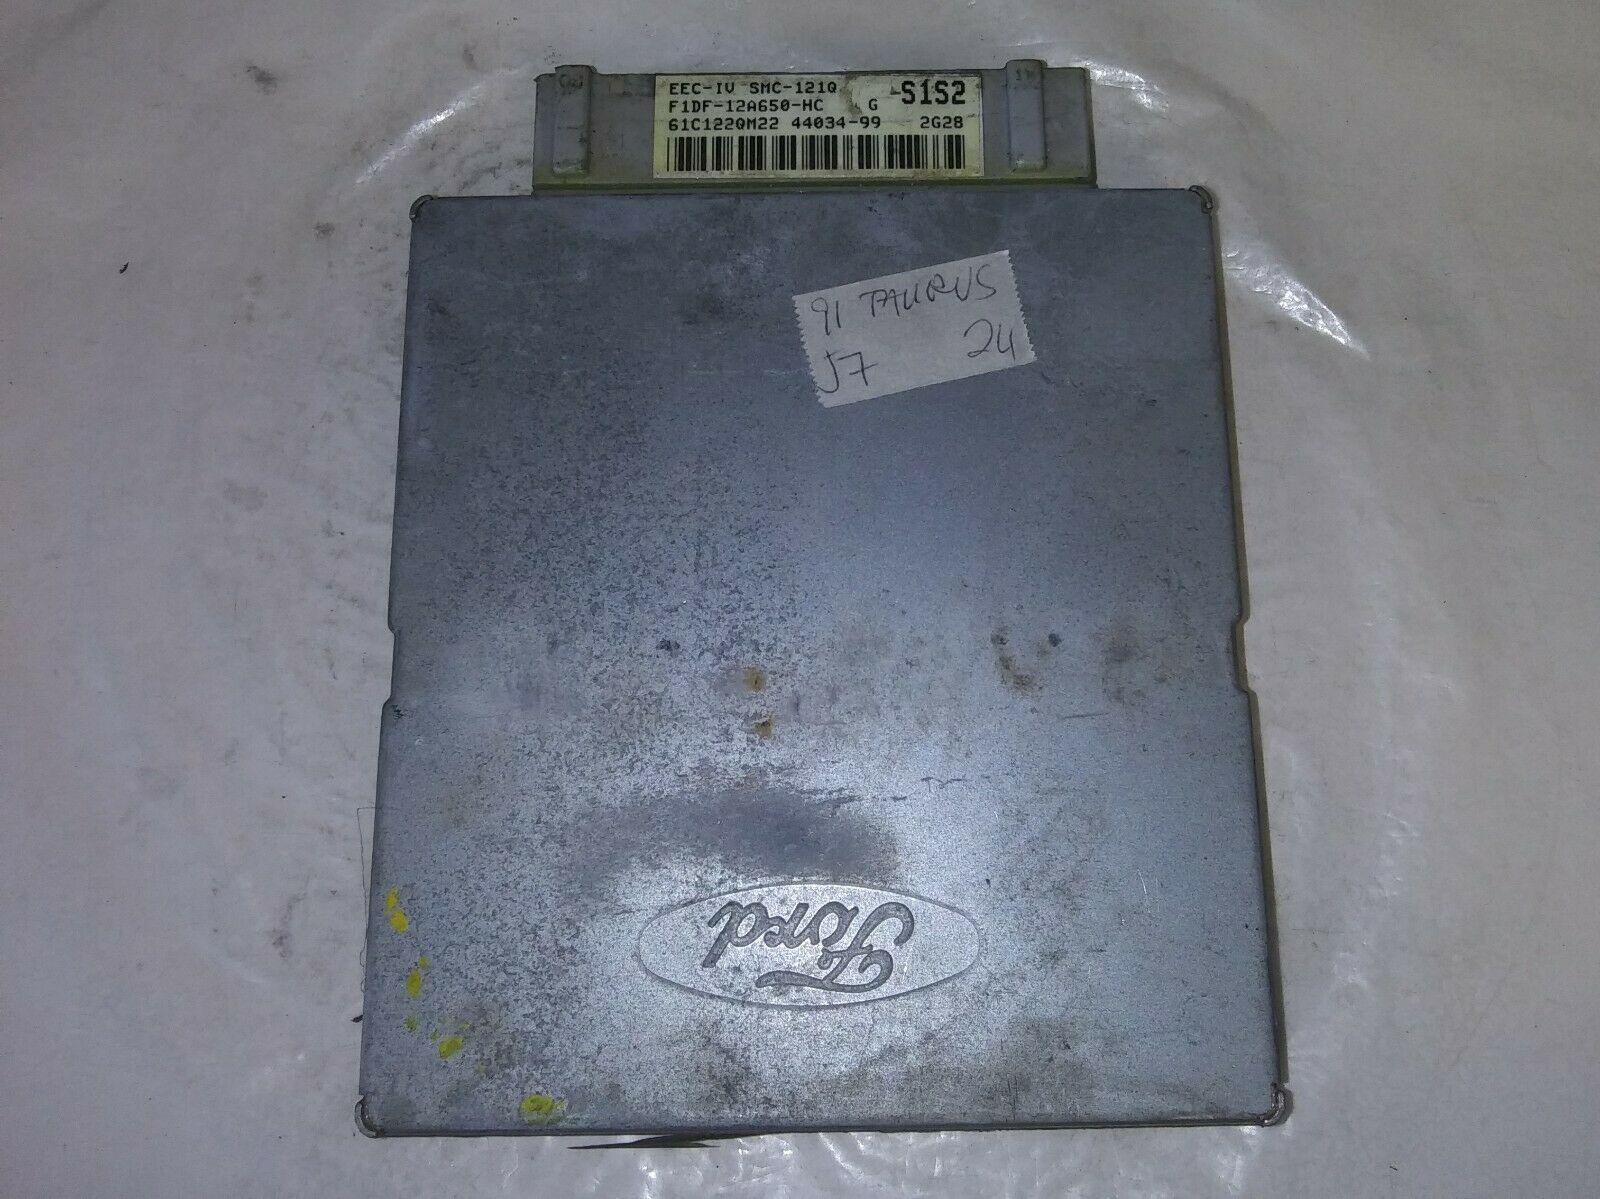 EEC-IV SMC-121Q
F1DF-12A650-HC G S1S2
61C122QM22 44034-99 2G28
91 TAURUS
J7 24
Ford